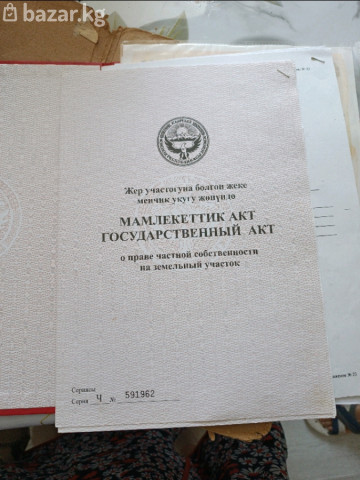 bazar.kg
Жер участогуна болгон жеке
менчик укугу жөнүндө
МАМЛЕКЕТТИК АКТ
ГОСУДАРСТВЕННЫЙ АКТ
о праве частной собственности
на земельный участок
Сериясы
Серия Ч № 591962